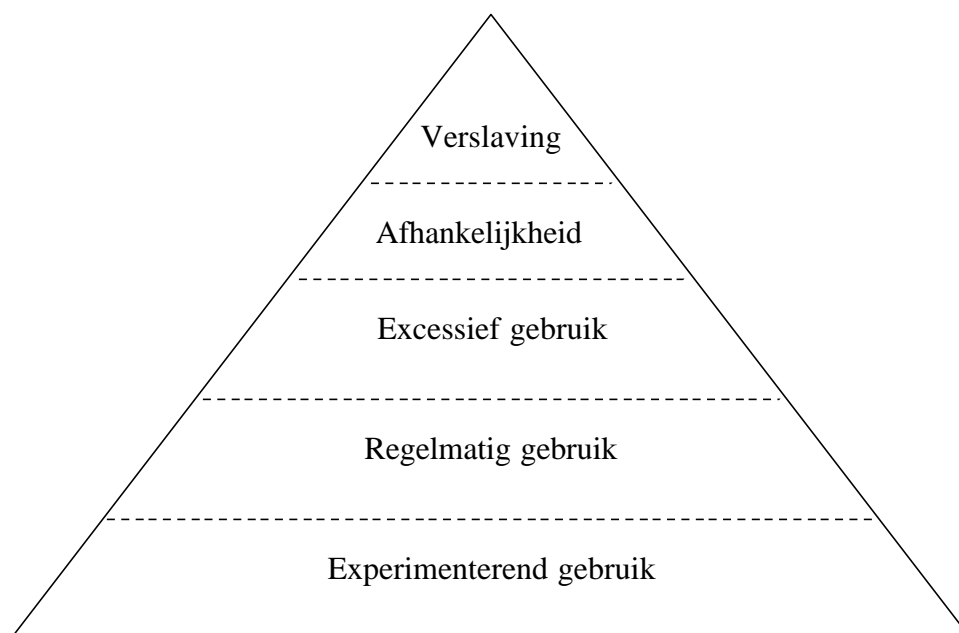 Verslaving
Afhankelijkheid
Excessief gebruik
Regelmatig gebruik
Experimenterend gebruik